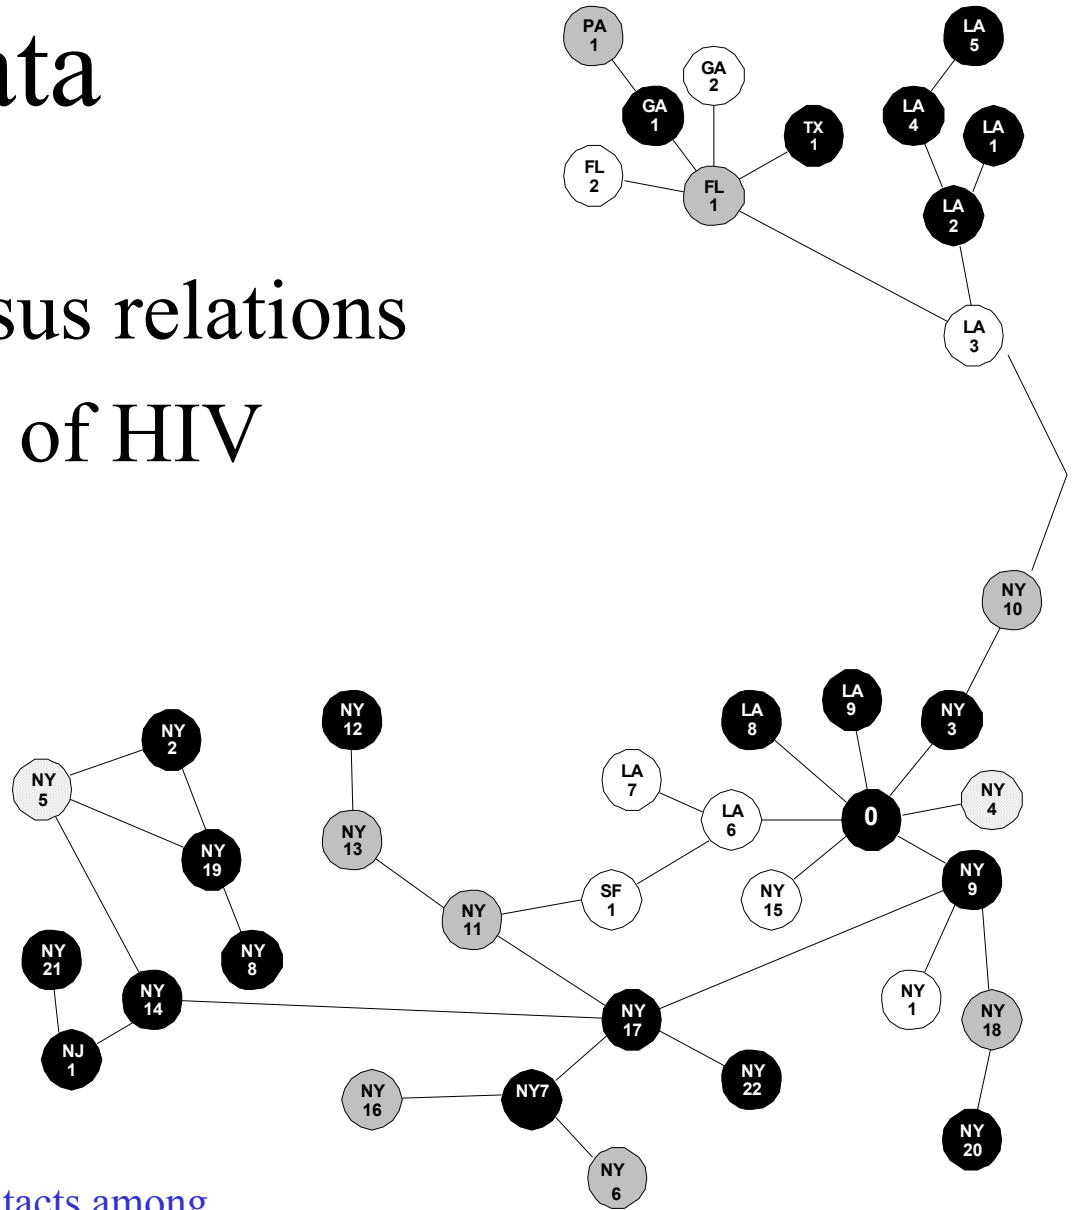 ata
sus relations
of HIV
PA
1
LA
5
GA
2
GA
1
LA
4
TX
1
LA
1
FL
2
FL
1
LA
2
LA
3
NY
10
LA
9
LA
8
NY
3
NY
12
NY
2
LA
7
NY
5
NY
4
LA
6
0
NY
13
NY
19
NY
9
SF
1
NY
15
NY
11
NY
21
NY
8
NY
14
NY
1
NY
17
NY
18
NJ
1
NY
22
NY
16
NY7
NY
20
NY
6
tacts among